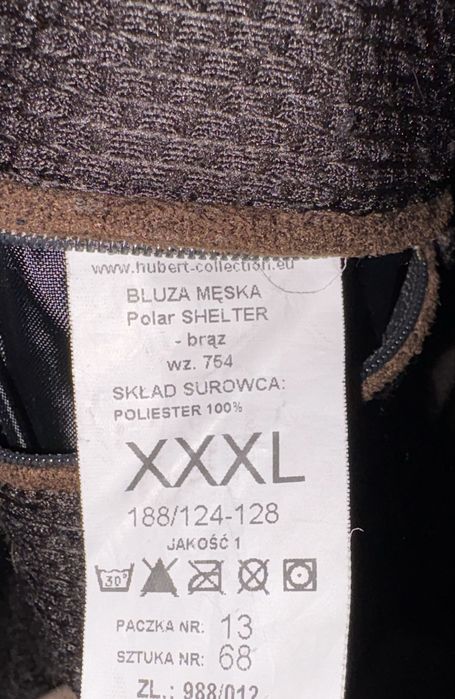 www.hubert-collection.eu
BLUZA MĘSKA
Polar SHELTER
- brąz
wz. 754
SKŁAD SUROWCA:
POLIESTER 100%
XXXL
188/124-128
JAKOŚĆ 1
30°
PACZKA NR: 13
SZTUKA NR: 68
ZL.: 988/012